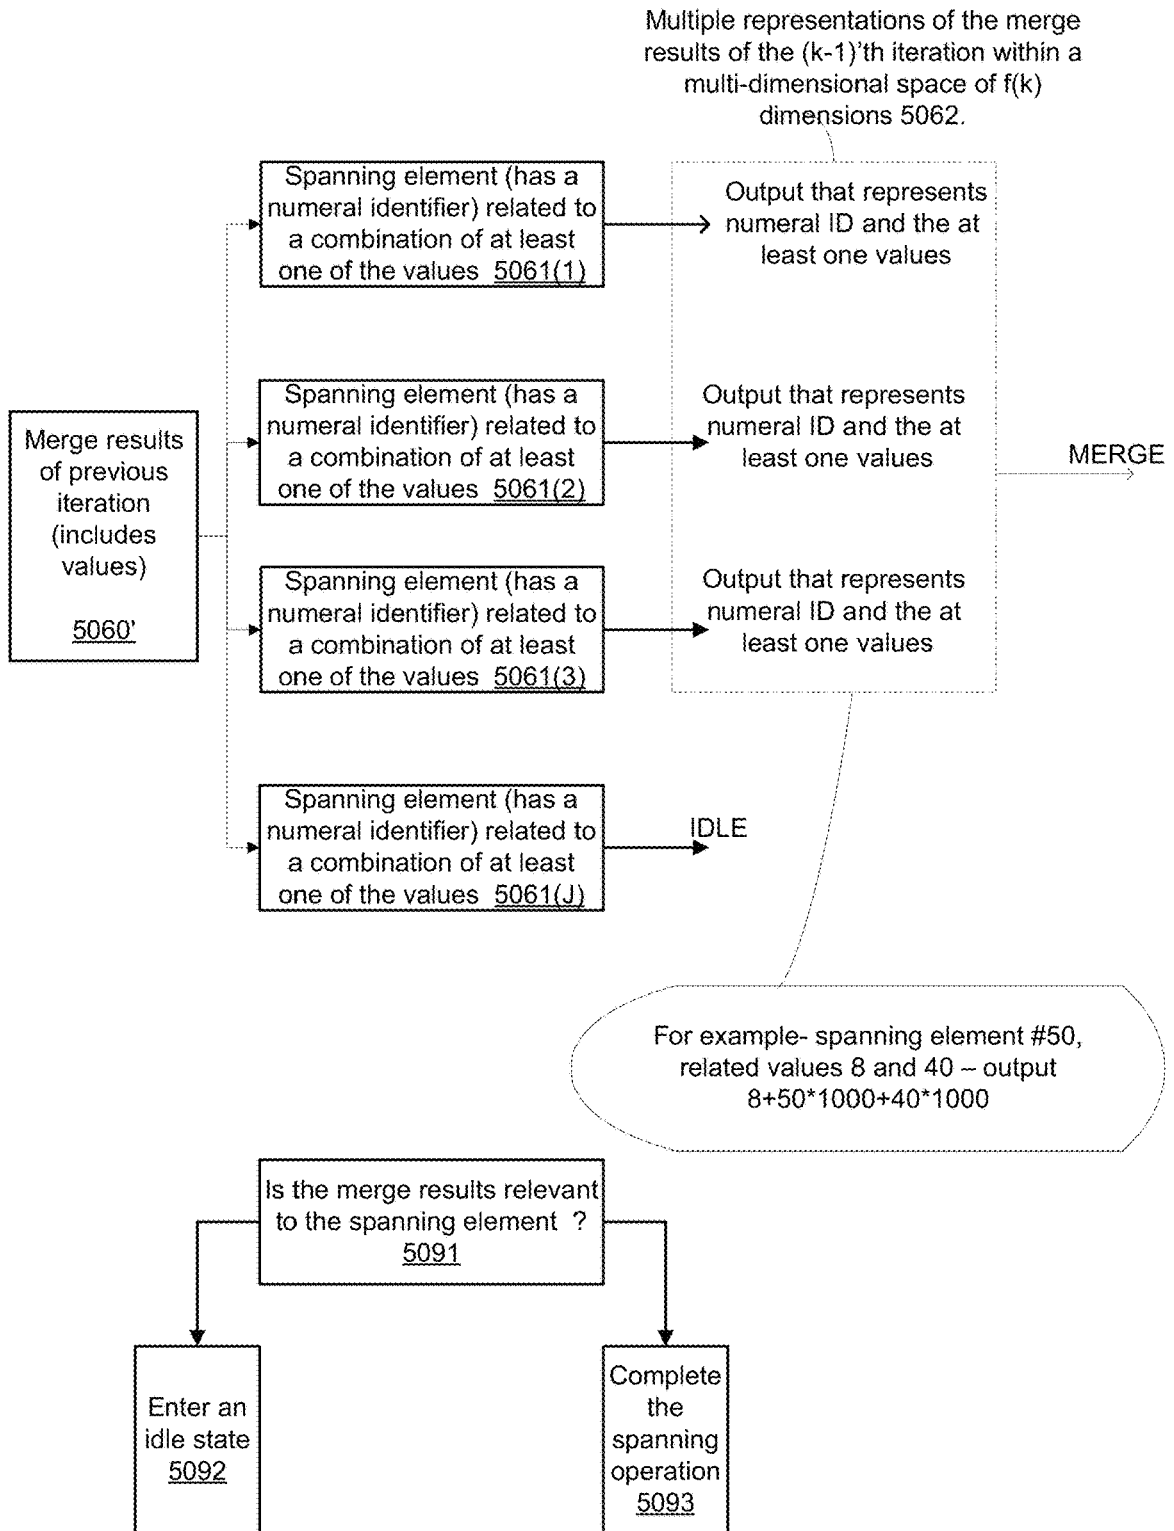 Multiple representations of the merge
results of the (k-1)'th iteration within a
multi-dimensional space of f(k)
dimensions 5062.
Spanning element (has a
numeral identifier) related to
a combination of at least
one of the values 5061(1)
Output that represents
numeral ID and the at
least one values
Spanning element (has a
numeral identifier) related to
a combination of at least
one of the values 5061(2)
Output that represents
numeral ID and the at
least one values
Merge results
of previous
iteration
(includes
values)
5060'
MERGE
Spanning element (has a
numeral identifier) related to
a combination of at least
one of the values 5061(3)
Output that represents
numeral ID and the at
least one values
Spanning element (has a
numeral identifier) related to
a combination of at least
one of the values 5061(J)
IDLE
For example- spanning element #50,
related values 8 and 40 – output
8+50*1000+40*1000
Is the merge results relevant
to the spanning element ?
5091
Enter an
idle state
5092
Complete
the
spanning
operation
5093